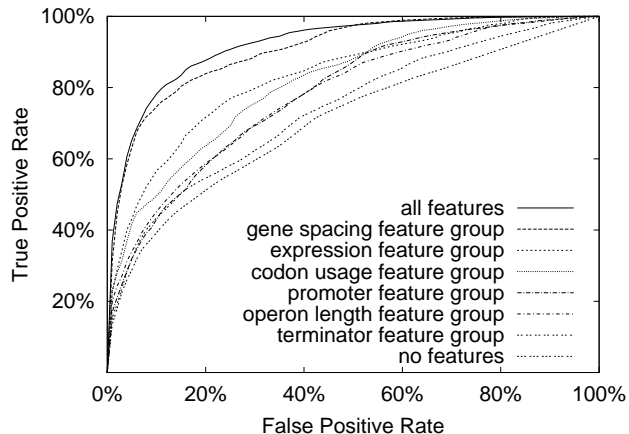 100%
80%
60%
40%
20%
True Positive Rate
all features
gene spacing feature group
expression feature group
codon usage feature group
promoter feature group
operon length feature group
terminator feature group
no features
0% 20% 40% 60% 80% 100%
False Positive Rate